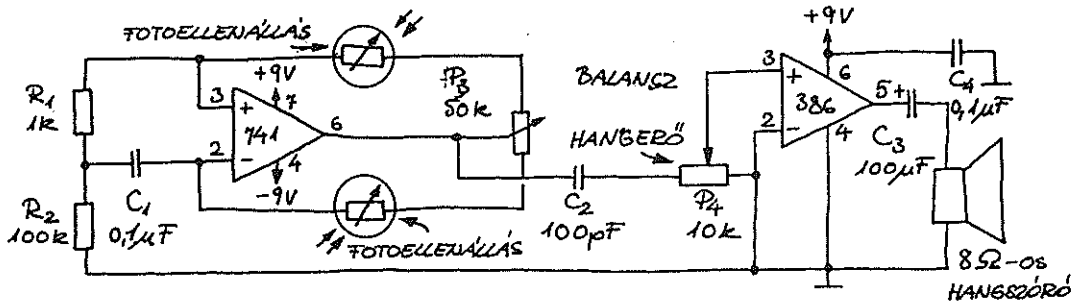 FOTOELLENÁLLÁS
+9V
7
3
+
741
2
−
4
-9V
6
R1
1k
R2
100k
C1
0,1µF
FOTOELLENÁLLÁS
P3
50k
BALANSZ
HANGERŐ
C2
100pF
P4
10k
+9V
3
+
6
386
2
−
4
5+
C4
0,1µF
C3
100µF
8Ω-os
HANGSZÓRÓ